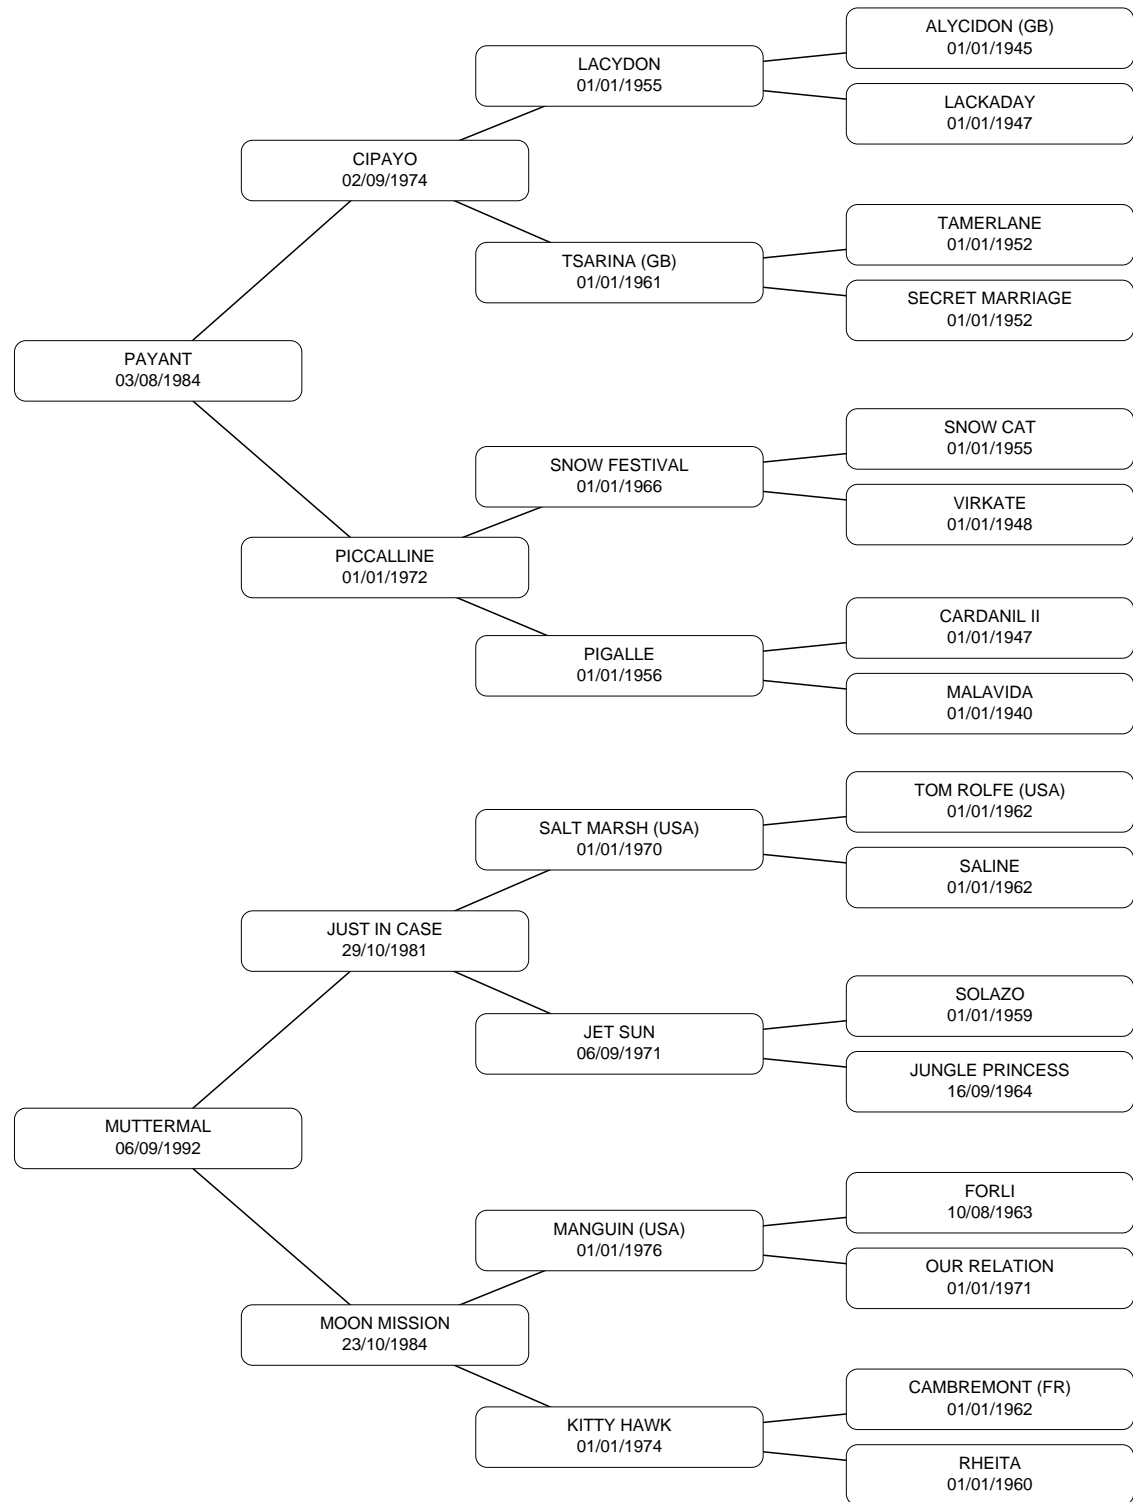 ALYCIDON (GB)
01/01/1945
LACYDON
01/01/1955
LACKADAY
01/01/1947
CIPAYO
02/09/1974
TAMERLANE
01/01/1952
TSARINA (GB)
01/01/1961
SECRET MARRIAGE
01/01/1952
PAYANT
03/08/1984
SNOW CAT
01/01/1955
SNOW FESTIVAL
01/01/1966
VIRKATE
01/01/1948
PICCALLINE
01/01/1972
CARDANIL II
01/01/1947
PIGALLE
01/01/1956
MALAVIDA
01/01/1940
TOM ROLFE (USA)
01/01/1962
SALT MARSH (USA)
01/01/1970
SALINE
01/01/1962
JUST IN CASE
29/10/1981
SOLAZO
01/01/1959
JET SUN
06/09/1971
JUNGLE PRINCESS
16/09/1964
MUTTERMAL
06/09/1992
FORLI
10/08/1963
MANGUIN (USA)
01/01/1976
OUR RELATION
01/01/1971
MOON MISSION
23/10/1984
CAMBREMONT (FR)
01/01/1962
KITTY HAWK
01/01/1974
RHEITA
01/01/1960